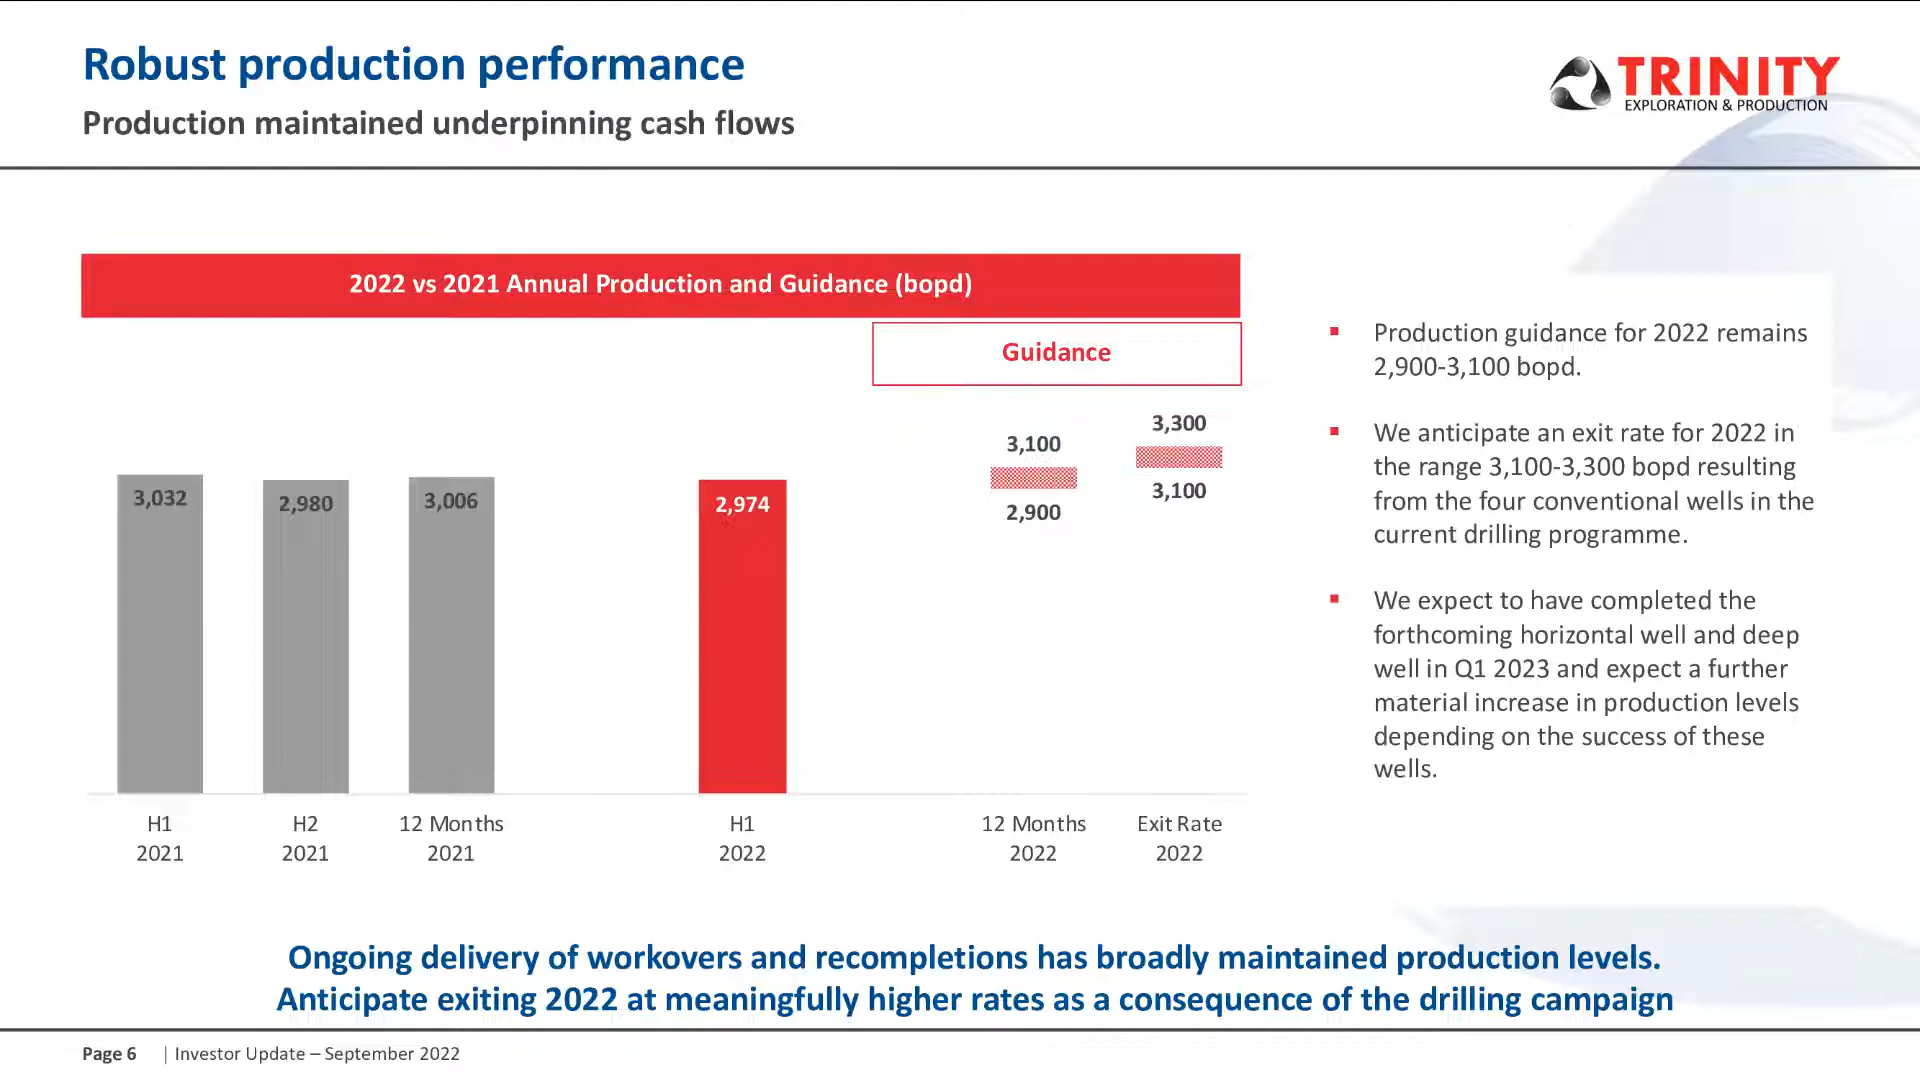 Robust production performance
Production maintained underpinning cash flows
TRINITY
EXPLORATION & PRODUCTION
2022 vs 2021 Annual Production and Guidance (bopd)
Guidance
3,032
2,980
3,006
2,974
3,100
2,900
3,300
3,100
H1
2021
H2
2021
12 Months
2021
H1
2022
12 Months
2022
Exit Rate
2022
▪ Production guidance for 2022 remains
2,900-3,100 bopd.
▪ We anticipate an exit rate for 2022 in
the range 3,100-3,300 bopd resulting
from the four conventional wells in the
current drilling programme.
▪ We expect to have completed the
forthcoming horizontal well and deep
well in Q1 2023 and expect a further
material increase in production levels
depending on the success of these
wells.
Ongoing delivery of workovers and recompletions has broadly maintained production levels.
Anticipate exiting 2022 at meaningfully higher rates as a consequence of the drilling campaign
Page 6 | Investor Update – September 2022